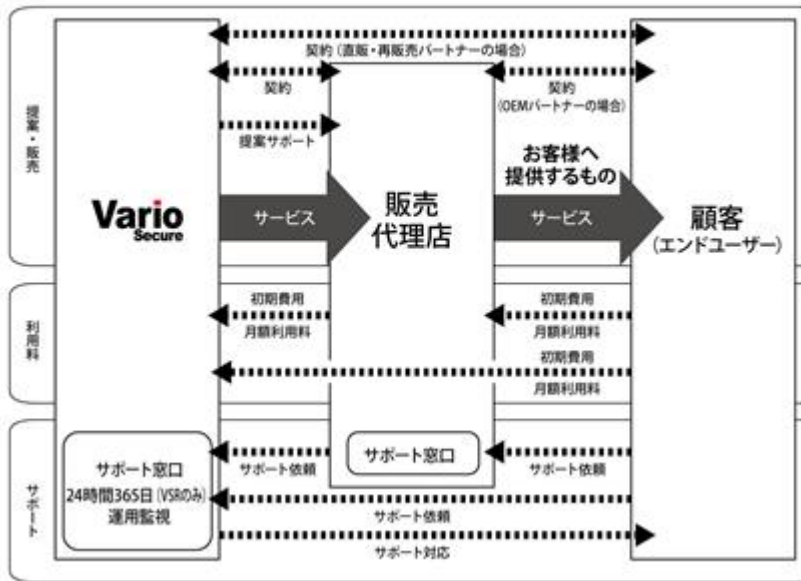 提案・販売
契約(直販・再販売パートナーの場合)
契約
契約
(OEMパートナーの場合)
提案サポート
お客様へ
提供するもの
Vario
Secure
サービス
販売
代理店
サービス
顧客
(エンドユーザー)
利用料
初期費用
月額利用料
初期費用
月額利用料
初期費用
月額利用料
サポート
サポート窓口
24時間365日(VSRのみ)
運用監視
サポート依頼
サポート窓口
サポート依頼
サポート依頼
サポート対応